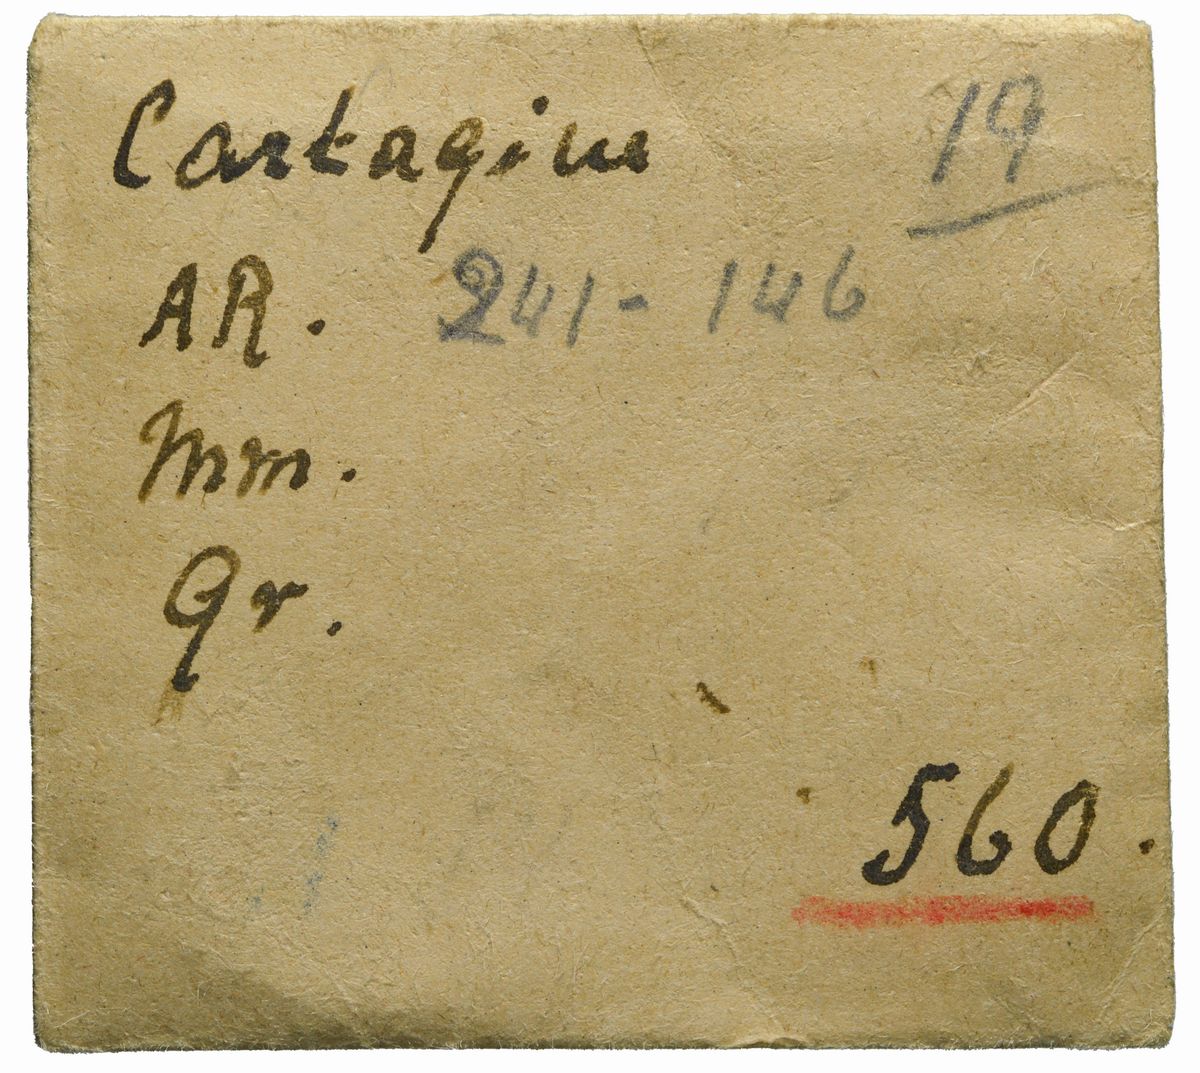 Cartagine 19
AR. 241-146
Mm.
Gr.
560.